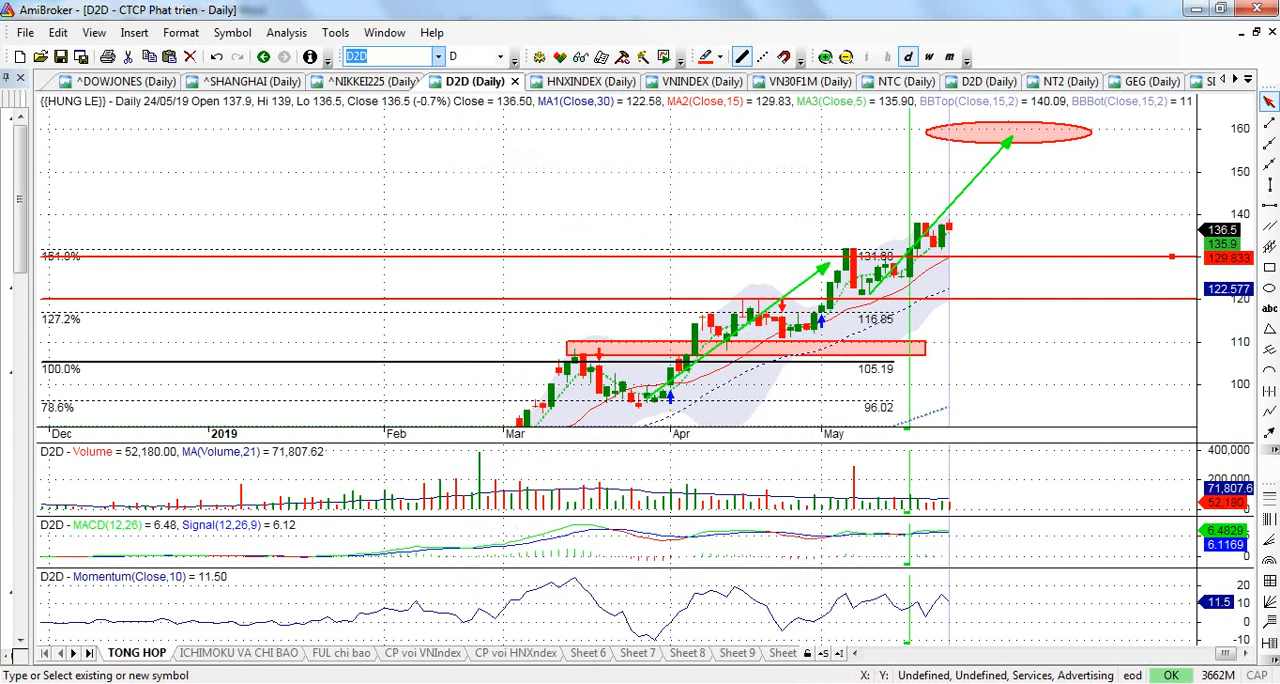 AmiBroker - [D2D - CTCP Phat trien - Daily]
File Edit View Insert Format Symbol Analysis Tools Window Help
D2D D i h d w m
^DOWJONES (Daily) ^SHANGHAI (Daily) ^NIKKEI225 (Daily) D2D (Daily) HNXINDEX (Daily) VNINDEX (Daily) VN30F1M (Daily) NTC (Daily) D2D (Daily) NT2 (Daily) GEG (Daily)
{{HUNG LE}} - Daily 24/05/19 Open 137.9, Hi 139, Lo 136.5, Close 136.5 (-0.7%) Close = 136.50, MA1(Close,30) = 122.58, MA2(Close,15) = 129.83, MA3(Close,5) = 135.90, BBTop(Close,15,2) = 140.09, BBBot(Close,15,2) = 11
abc
160
150
140
136.5
135.9
151.8% 131.88 129.833
122.577
120
127.2% 116.85
110
100.0% 105.19
100
78.6% 96.02
Dec 2019 Feb Mar Apr May
D2D - Volume = 52,180.00, MA(Volume,21) = 71,807.62
400,000
200,000
71,807.6
52,180
D2D - MACD(12,26) = 6.48, Signal(12,26,9) = 6.12
6.4829
6.1169
0
D2D - Momentum(Close,10) = 11.50
20
11.5 10
0
-10
TONG HOP ICHIMOKU VA CHI BAO FUL chi bao CP voi VNIndex CP voi HNXndex Sheet 6 Sheet 7 Sheet 8 Sheet 9 Sheet
Type or Select existing or new symbol X: Y: Undefined, Undefined, Services, Advertising eod OK 3662M CAP